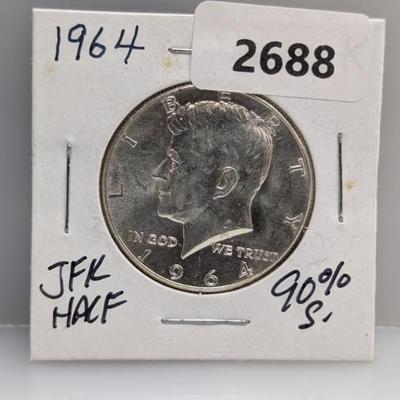 1964
2688
K
LIBERTY
IN GOD WE TRUST
1964
JFK
HALF
90%
S.